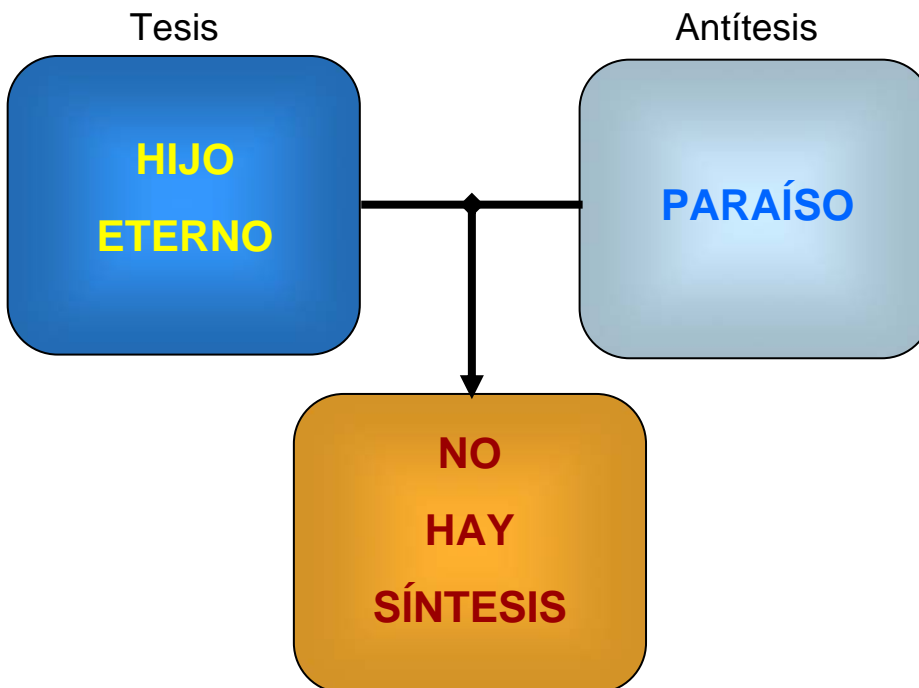 Tesis
Antítesis
HIJO
ETERNO
PARAÍSO
NO
HAY
SÍNTESIS